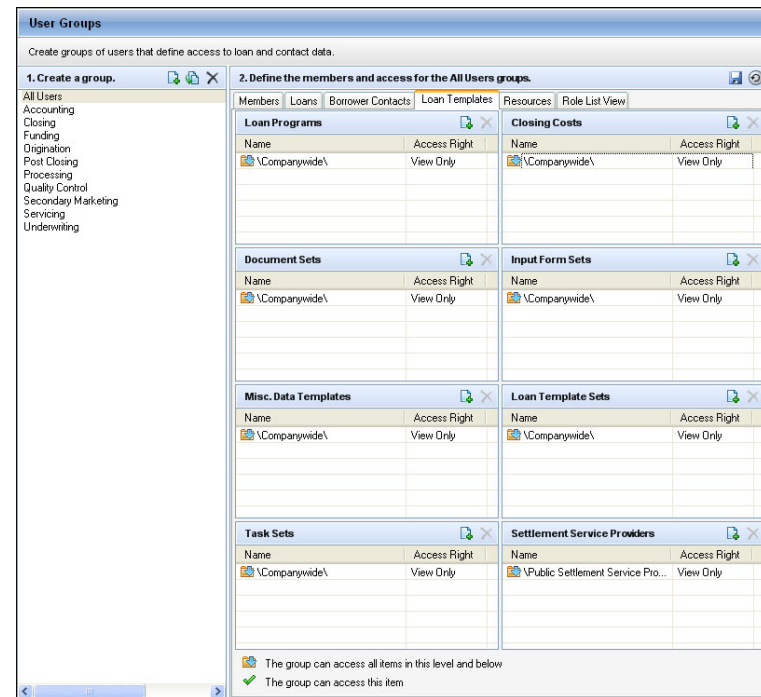 User Groups
Create groups of users that define access to loan and contact data.
1. Create a group.
All Users
Accounting
Closing
Funding
Origination
Post Closing
Processing
Quality Control
Secondary Marketing
Servicing
Underwriting
2. Define the members and access for the All Users groups.
Members Loans Borrower Contacts Loan Templates Resources Role List View
Loan Programs
Name Access Right
\Companywide\ View Only
Closing Costs
Name Access Right
\Companywide\ View Only
Document Sets
Name Access Right
\Companywide\ View Only
Input Form Sets
Name Access Right
\Companywide\ View Only
Misc. Data Templates
Name Access Right
\Companywide\ View Only
Loan Template Sets
Name Access Right
\Companywide\ View Only
Task Sets
Name Access Right
\Companywide\ View Only
Settlement Service Providers
Name Access Right
\Public Settlement Service Pro... View Only
The group can access all items in this level and below
The group can access this item